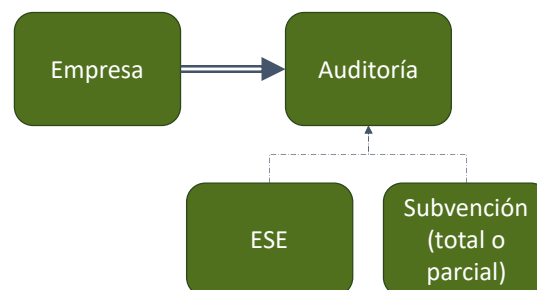 Empresa
Auditoría
ESE
Subvención
(total o
parcial)